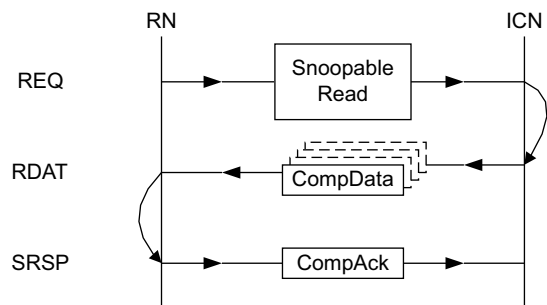 RN ICN
REQ
Snoopable
Read
RDAT
CompData
SRSP
CompAck